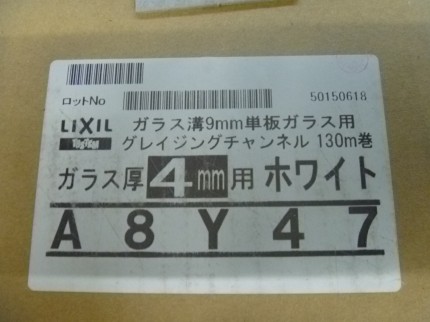 ロットNo
50150618
LIXIL
TOSTEM
ガラス溝9mm単板ガラス用
グレイジングチャンネル 130m巻
ガラス厚4mm用 ホワイト
A8Y47